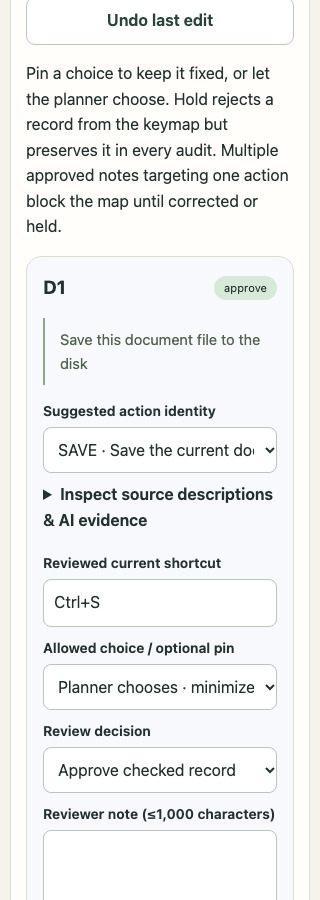 Undo last edit
Pin a choice to keep it fixed, or let
the planner choose. Hold rejects a
record from the keymap but
preserves it in every audit. Multiple
approved notes targeting one action
block the map until corrected or
held.
D1
approve
Save this document file to the
disk
Suggested action identity
SAVE · Save the current do
Inspect source descriptions
& AI evidence
Reviewed current shortcut
Ctrl+S
Allowed choice / optional pin
Planner chooses · minimize
Review decision
Approve checked record
Reviewer note (≤1,000 characters)